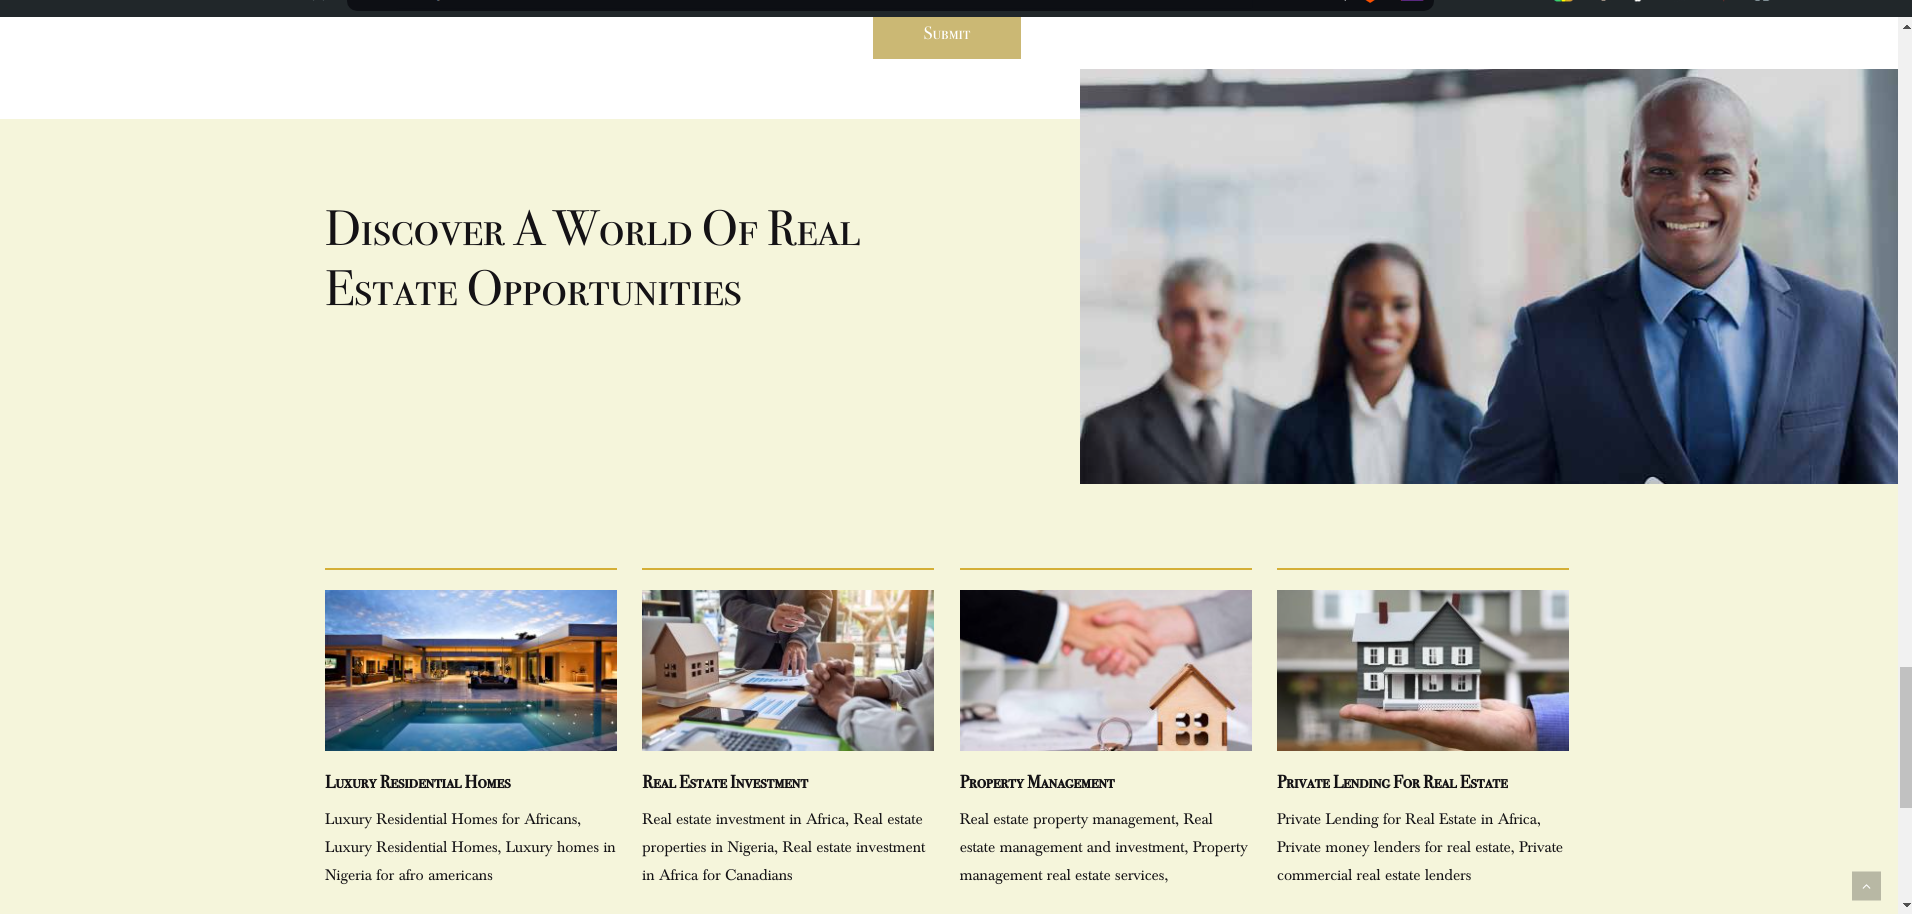 Submit
Discover A World Of Real
Estate Opportunities
Luxury Residential Homes
Luxury Residential Homes for Africans,
Luxury Residential Homes, Luxury homes in
Nigeria for afro americans
Real Estate Investment
Real estate investment in Africa, Real estate
properties in Nigeria, Real estate investment
in Africa for Canadians
Property Management
Real estate property management, Real
estate management and investment, Property
management real estate services,
Private Lending For Real Estate
Private Lending for Real Estate in Africa,
Private money lenders for real estate, Private
commercial real estate lenders